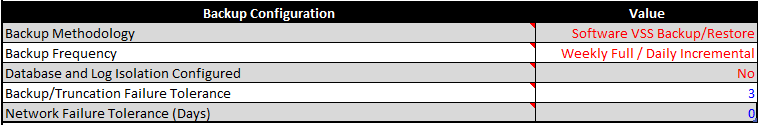 Backup Configuration Value
Backup Methodology Software VSS Backup/Restore
Backup Frequency Weekly Full / Daily Incremental
Database and Log Isolation Configured No
Backup/Truncation Failure Tolerance 3
Network Failure Tolerance (Days) 0